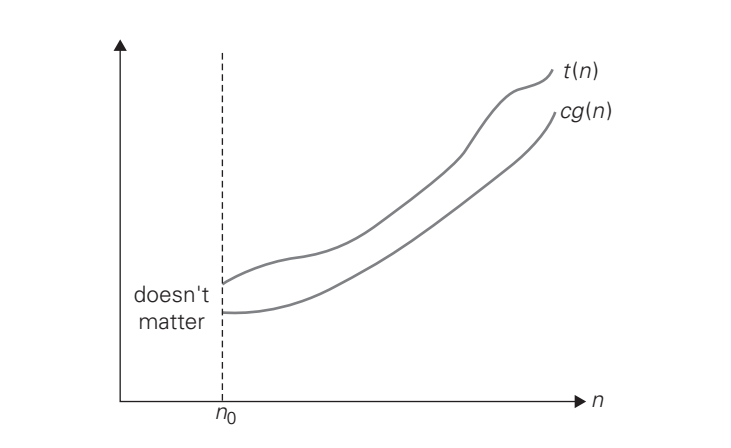 t(n)
cg(n)
doesn't
matter
n
n₀